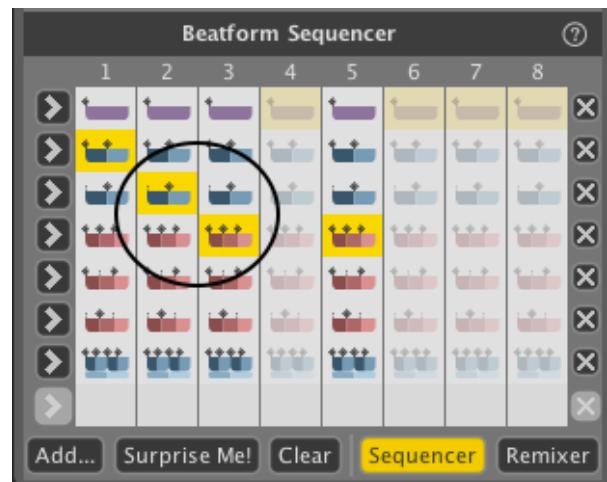 Beatform Sequencer ?
1 2 3 4 5 6 7 8
Add... Surprise Me! Clear Sequencer Remixer